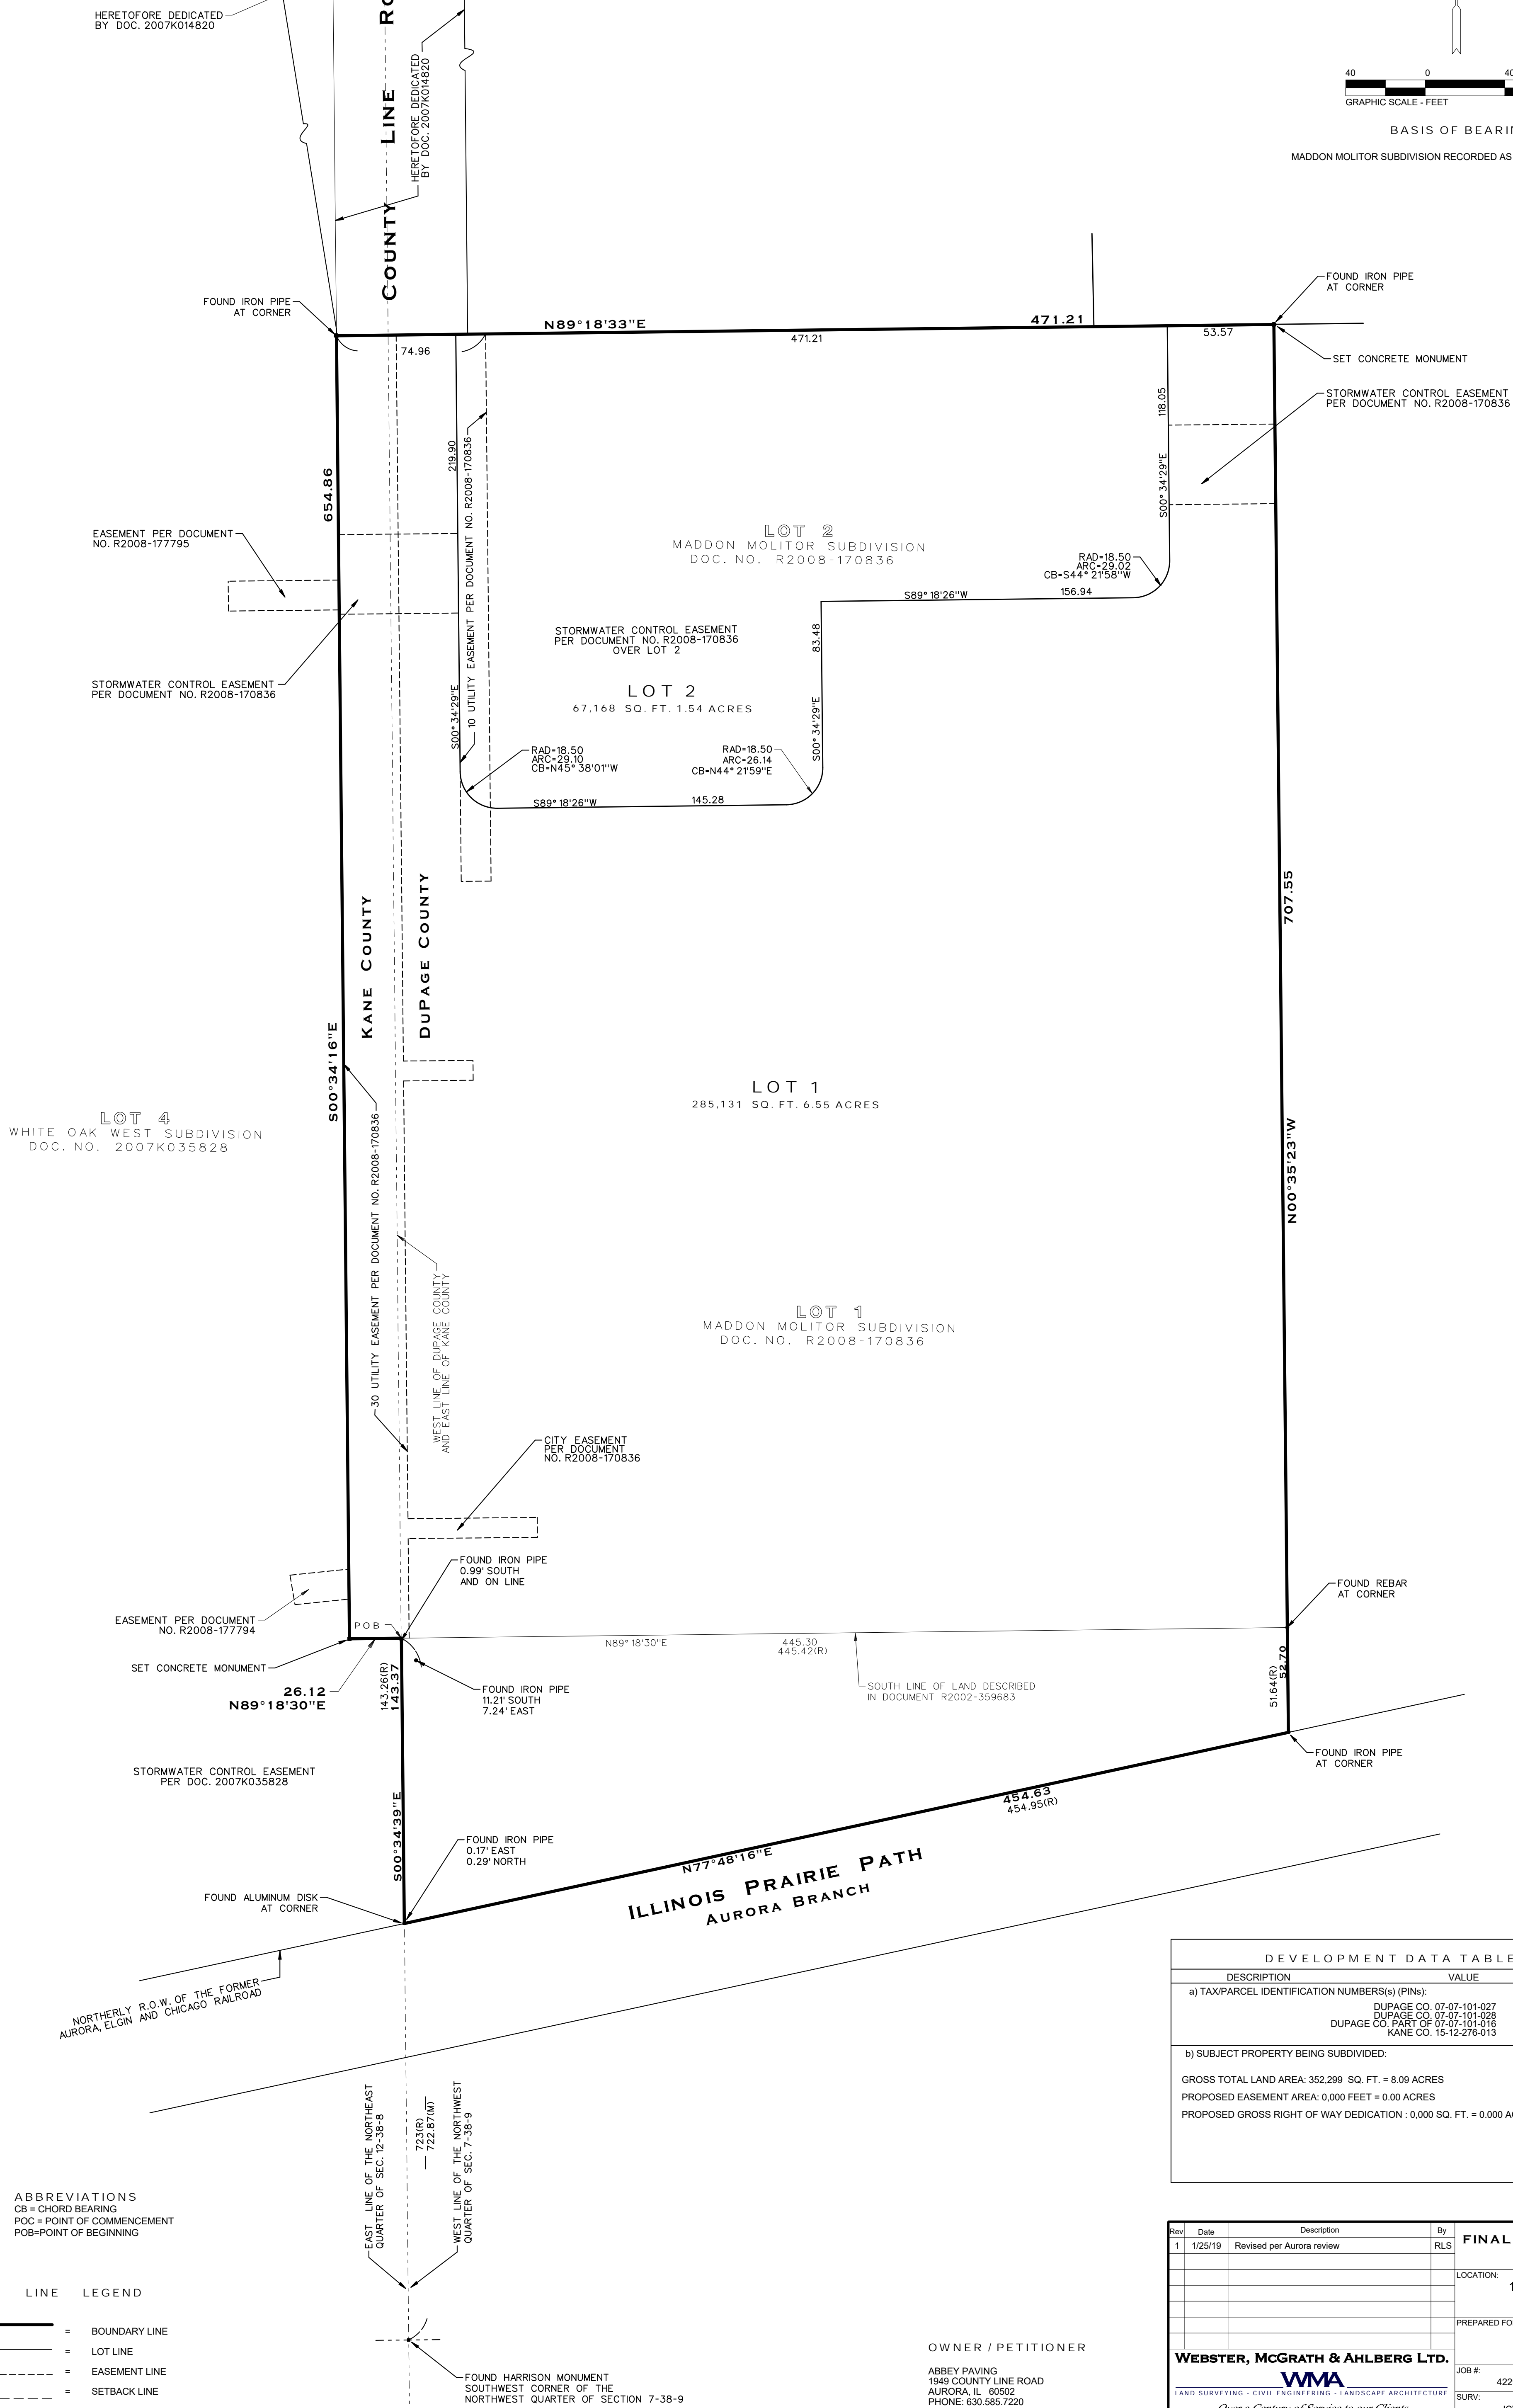 HERETOFORE DEDICATED
BY DOC. 2007K014820
COUNTY LINE
HERETOFORE DEDICATED
BY DOC. 2007K014820
40 0
GRAPHIC SCALE - FEET
BASIS OF BEARIN
MADDON MOLITOR SUBDIVISION RECORDED AS
FOUND IRON PIPE
AT CORNER
FOUND IRON PIPE
AT CORNER
N89°18'33"E
471.21
471.21
53.57
74.96
SET CONCRETE MONUMENT
STORMWATER CONTROL EASEMENT
PER DOCUMENT NO. R2008-170836
118.05
S00°34'29"E
654.86
219.90
10 UTILITY EASEMENT PER DOCUMENT NO. R2008-170836
S00°34'29"E
EASEMENT PER DOCUMENT
NO. R2008-177795
LOT 2
MADDON MOLITOR SUBDIVISION
DOC. NO. R2008-170836
RAD=18.50
ARC=29.02
CB=S44°21'58"W
S89°18'26"W
156.94
STORMWATER CONTROL EASEMENT
PER DOCUMENT NO. R2008-170836
OVER LOT 2
83.48
S00°34'29"E
STORMWATER CONTROL EASEMENT
PER DOCUMENT NO. R2008-170836
LOT 2
67,168 SQ. FT. 1.54 ACRES
RAD=18.50
ARC=29.10
CB=N45°38'01"W
RAD=18.50
ARC=26.14
CB=N44°21'59"E
S89°18'26"W
145.28
KANE COUNTY
DUPAGE COUNTY
707.55
S00°34'16"E
LOT 1
285,131 SQ. FT. 6.55 ACRES
LOT 4
WHITE OAK WEST SUBDIVISION
DOC. NO. 2007K035828
30 UTILITY EASEMENT PER DOCUMENT NO. R2008-170836
N00°35'23"W
WEST LINE OF DUPAGE COUNTY
AND EAST LINE OF KANE COUNTY
LOT 1
MADDON MOLITOR SUBDIVISION
DOC. NO. R2008-170836
CITY EASEMENT
PER DOCUMENT
NO. R2008-170836
FOUND IRON PIPE
0.99' SOUTH
AND ON LINE
FOUND REBAR
AT CORNER
EASEMENT PER DOCUMENT
NO. R2008-177794
POB
N89°18'30"E
445.30
445.42(R)
SET CONCRETE MONUMENT
26.12
N89°18'30"E
143.26(R)
143.37
FOUND IRON PIPE
11.21' SOUTH
7.24' EAST
SOUTH LINE OF LAND DESCRIBED
IN DOCUMENT R2002-359683
51.64(R)
52.70
FOUND IRON PIPE
AT CORNER
STORMWATER CONTROL EASEMENT
PER DOC. 2007K035828
S00°34'39"E
454.63
454.95(R)
FOUND IRON PIPE
0.17' EAST
0.29' NORTH
N77°48'16"E
ILLINOIS PRAIRIE PATH
AURORA BRANCH
FOUND ALUMINUM DISK
AT CORNER
NORTHERLY R.O.W. OF THE FORMER
AURORA, ELGIN AND CHICAGO RAILROAD
DEVELOPMENT DATA TABLE
DESCRIPTION VALUE
a) TAX/PARCEL IDENTIFICATION NUMBERS(s) (PINs):
DUPAGE CO. 07-07-101-027
DUPAGE CO. 07-07-101-028
DUPAGE CO. PART OF 07-07-101-016
KANE CO. 15-12-276-013
b) SUBJECT PROPERTY BEING SUBDIVIDED:
GROSS TOTAL LAND AREA: 352,299 SQ. FT. = 8.09 ACRES
PROPOSED EASEMENT AREA: 0,000 FEET = 0.00 ACRES
PROPOSED GROSS RIGHT OF WAY DEDICATION : 0,000 SQ. FT. = 0.000 A
EAST LINE OF THE NORTHEAST
QUARTER OF SEC. 12-38-8
723(R)
722.87(M)
WEST LINE OF THE NORTHWEST
QUARTER OF SEC. 7-38-9
ABBREVIATIONS
CB = CHORD BEARING
POC = POINT OF COMMENCEMENT
POB=POINT OF BEGINNING
LINE LEGEND
= BOUNDARY LINE
= LOT LINE
= EASEMENT LINE
= SETBACK LINE
FOUND HARRISON MONUMENT
SOUTHWEST CORNER OF THE
NORTHWEST QUARTER OF SECTION 7-38-9
OWNER / PETITIONER
ABBEY PAVING
1949 COUNTY LINE ROAD
AURORA, IL 60502
PHONE: 630.585.7220
Rev Date Description By
1 1/25/19 Revised per Aurora review RLS
FINAL
LOCATION:
1
PREPARED FO
WEBSTER, MCGRATH & AHLBERG LTD.
WMA
LAND SURVEYING - CIVIL ENGINEERING - LANDSCAPE ARCHITECTURE
Over a Century of Service to our Clients
JOB #:
422
SURV: